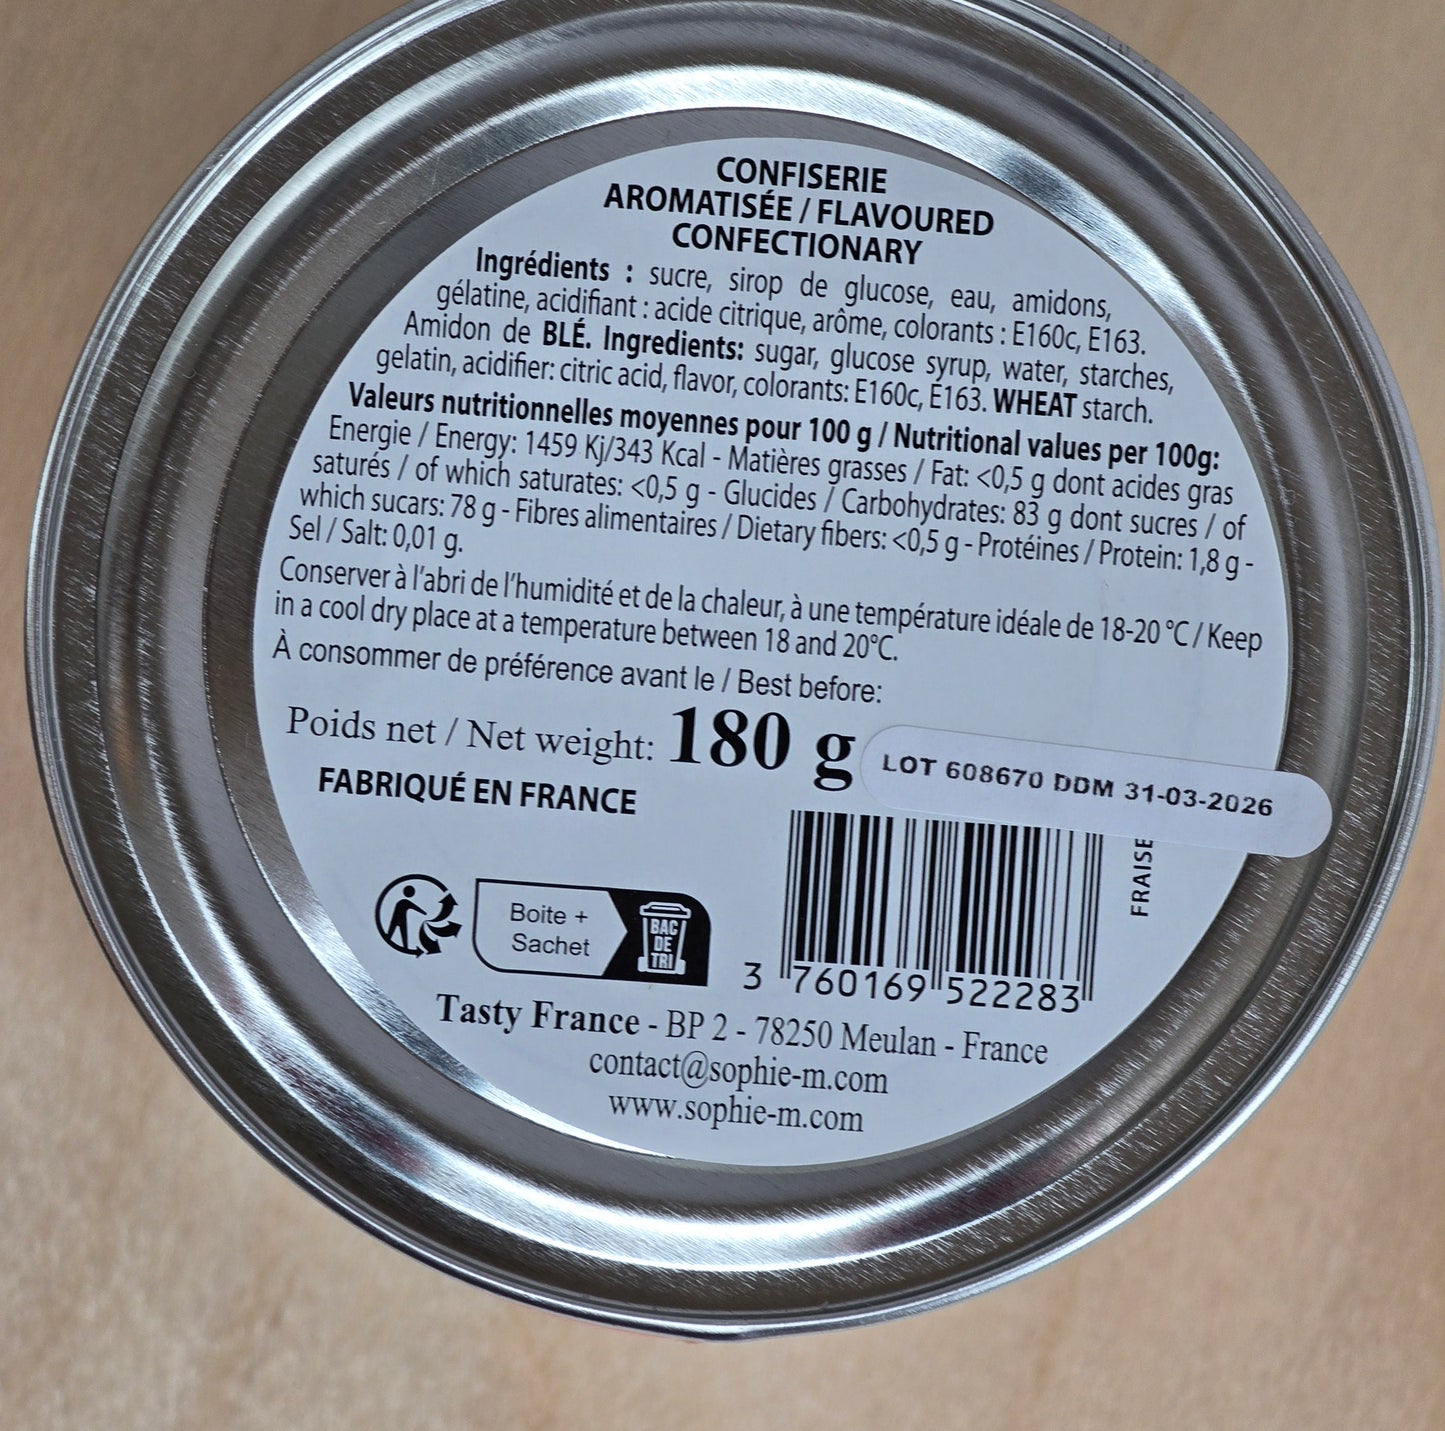 CONFISERIE
AROMATISÉE / FLAVOURED
CONFECTIONARY
Ingrédients : sucre, sirop de glucose, eau, amidons,
gélatine, acidifiant : acide citrique, arôme, colorants : E160c, E163.
Amidon de BLÉ. Ingredients: sugar, glucose syrup, water, starches,
gelatin, acidifier: citric acid, flavor, colorants: E160c, E163. WHEAT starch.
Valeurs nutritionnelles moyennes pour 100 g / Nutritional values per 100g:
Energie / Energy: 1459 Kj/343 Kcal - Matières grasses / Fat: <0,5 g dont acides gras
saturés / of which saturates: <0,5 g - Glucides / Carbohydrates: 83 g dont sucres / of
which sucars: 78 g - Fibres alimentaires / Dietary fibers: <0,5 g - Protéines / Protein: 1,8 g -
Sel / Salt: 0,01 g.
Conserver à l'abri de l'humidité et de la chaleur, à une température idéale de 18-20 °C / Keep
in a cool dry place at a temperature between 18 and 20°C.
À consommer de préférence avant le / Best before:
Poids net / Net weight: 180 g
LOT 608670 DDM 31-03-2026
FABRIQUÉ EN FRANCE
FRAISE
Boite +
Sachet
BAC
DE
TRI
3 760169 522283
Tasty France - BP 2 - 78250 Meulan - France
contact@sophie-m.com
www.sophie-m.com